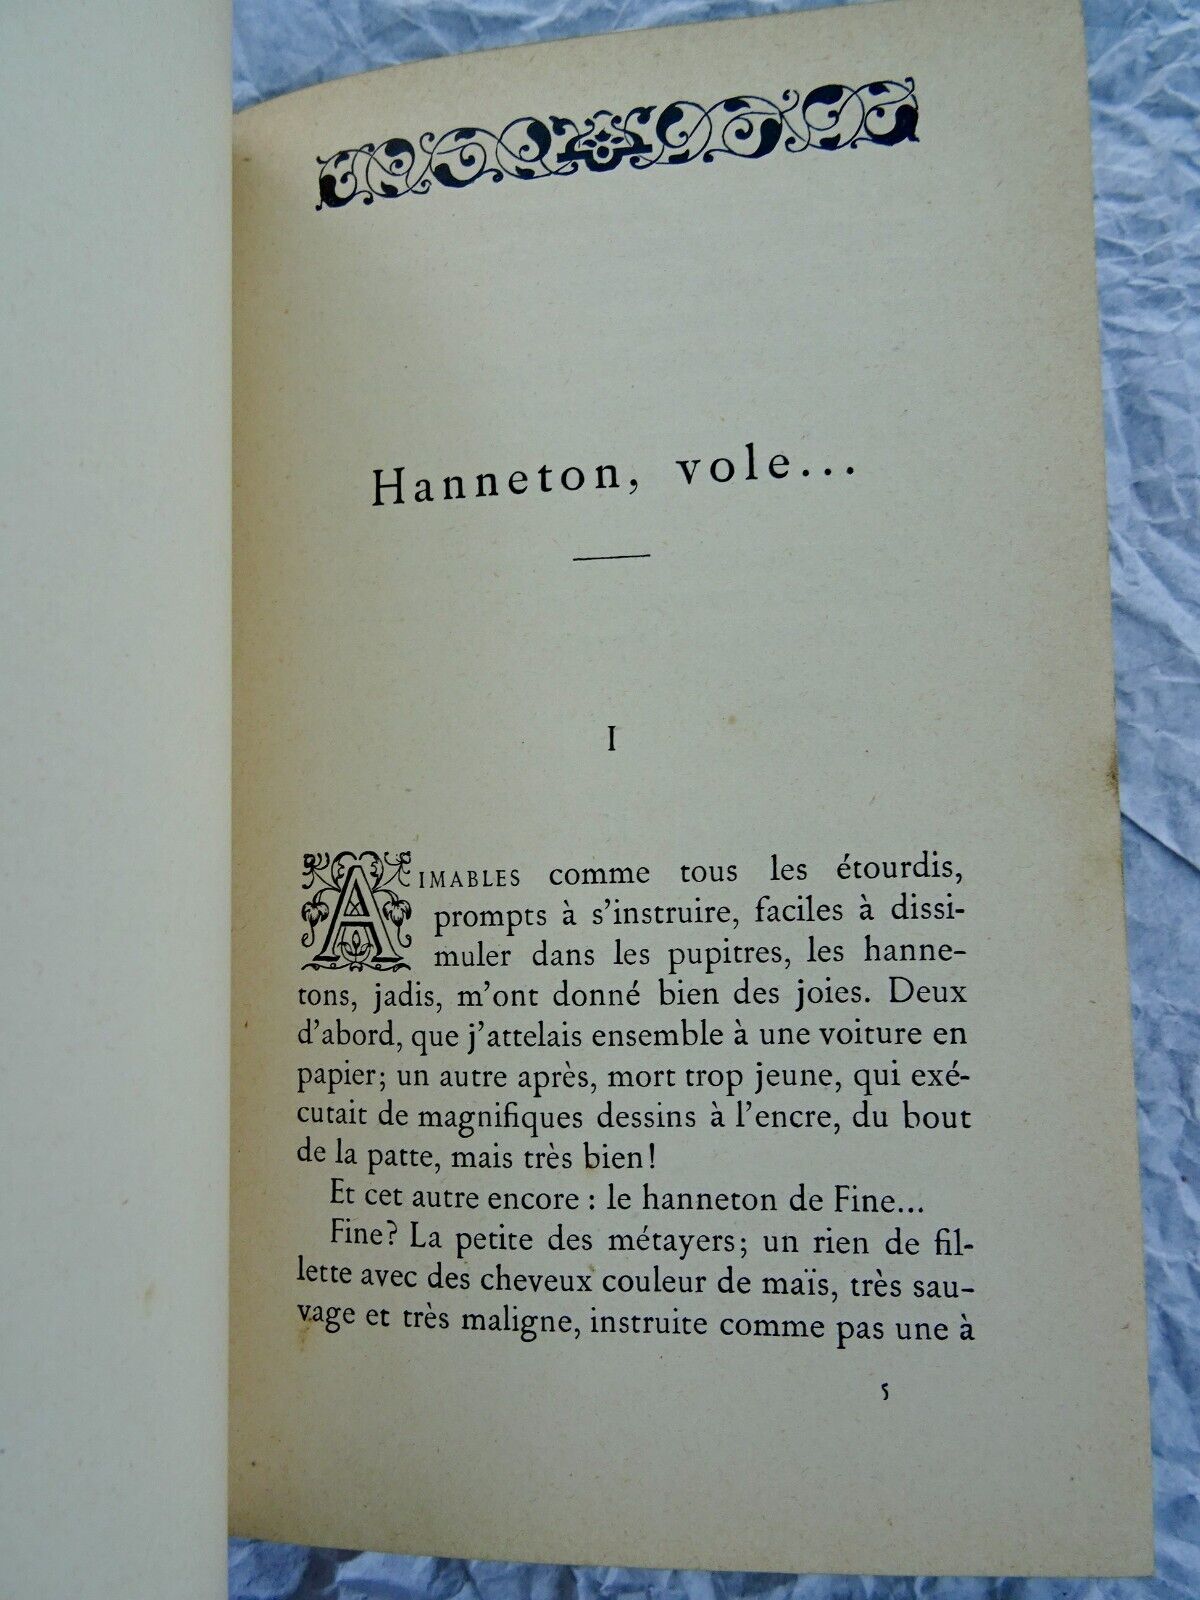 Hanneton, vole...
I
AIMABLES comme tous les étourdis,
prompts à s'instruire, faciles à dissi-
muler dans les pupitres, les hanne-
tons, jadis, m'ont donné bien des joies. Deux
d'abord, que j'attelais ensemble à une voiture en
papier; un autre après, mort trop jeune, qui exé-
cutait de magnifiques dessins à l'encre, du bout
de la patte, mais très bien!
Et cet autre encore : le hanneton de Fine...
Fine? La petite des métayers; un rien de fil-
lette avec des cheveux couleur de maïs, très sau-
vage et très maligne, instruite comme pas une à
5